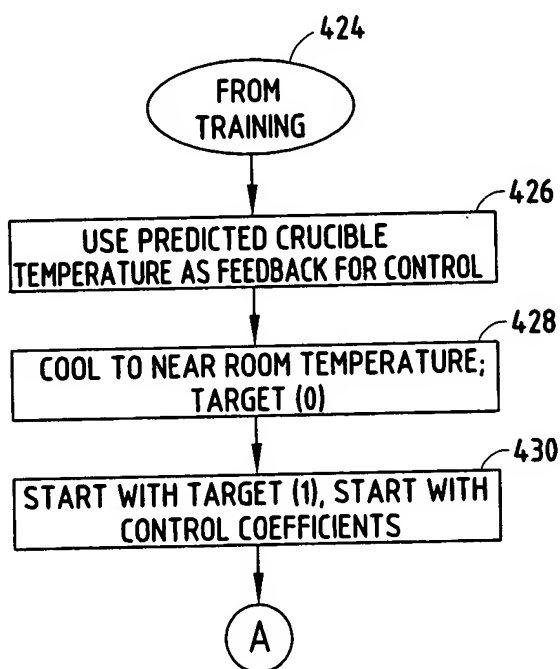 424
FROM
TRAINING
426
USE PREDICTED CRUCIBLE
TEMPERATURE AS FEEDBACK FOR CONTROL
428
COOL TO NEAR ROOM TEMPERATURE;
TARGET (0)
430
START WITH TARGET (1), START WITH
CONTROL COEFFICIENTS
A